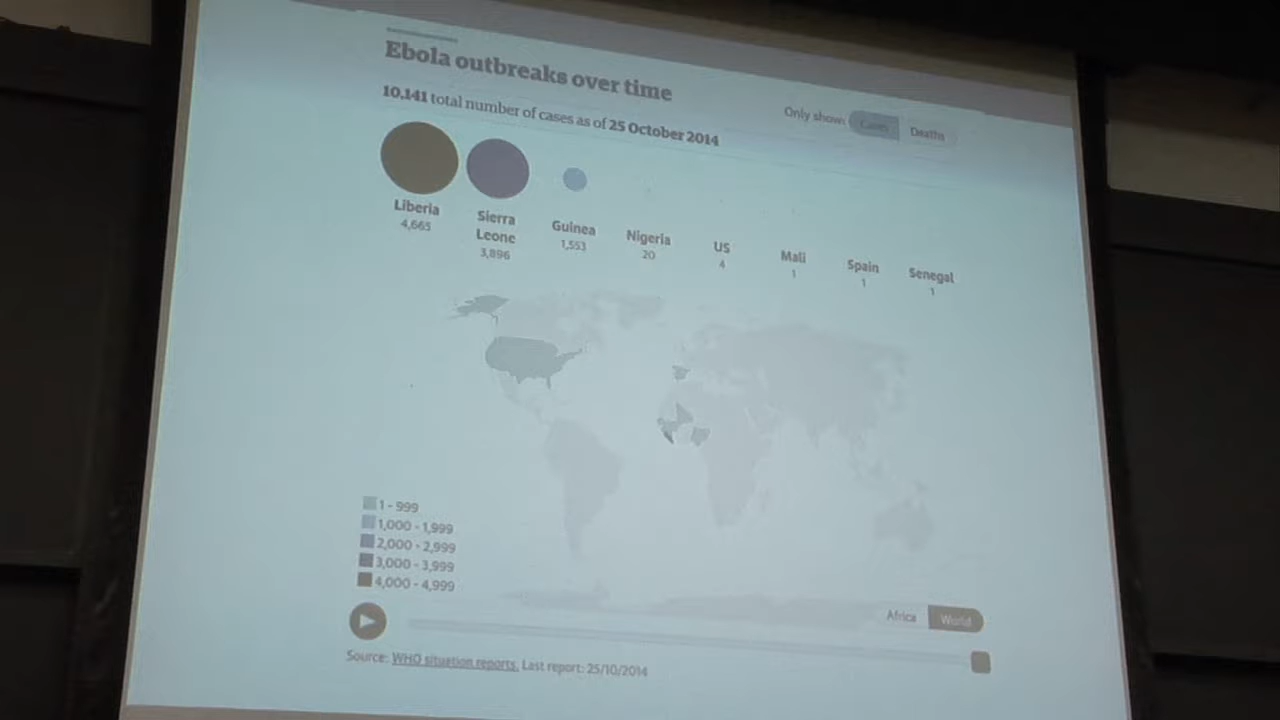 Ebola outbreaks over time
10,141 total number of cases as of 25 October 2014
Only show: Cases Deaths
Liberia
4,665
Sierra
Leone
3,896
Guinea
1,553
Nigeria
20
US
4
Mali
1
Spain
1
Senegal
1
1 - 999
1,000 - 1,999
2,000 - 2,999
3,000 - 3,999
4,000 - 4,999
Africa World
Source: WHO situation reports. Last report: 25/10/2014